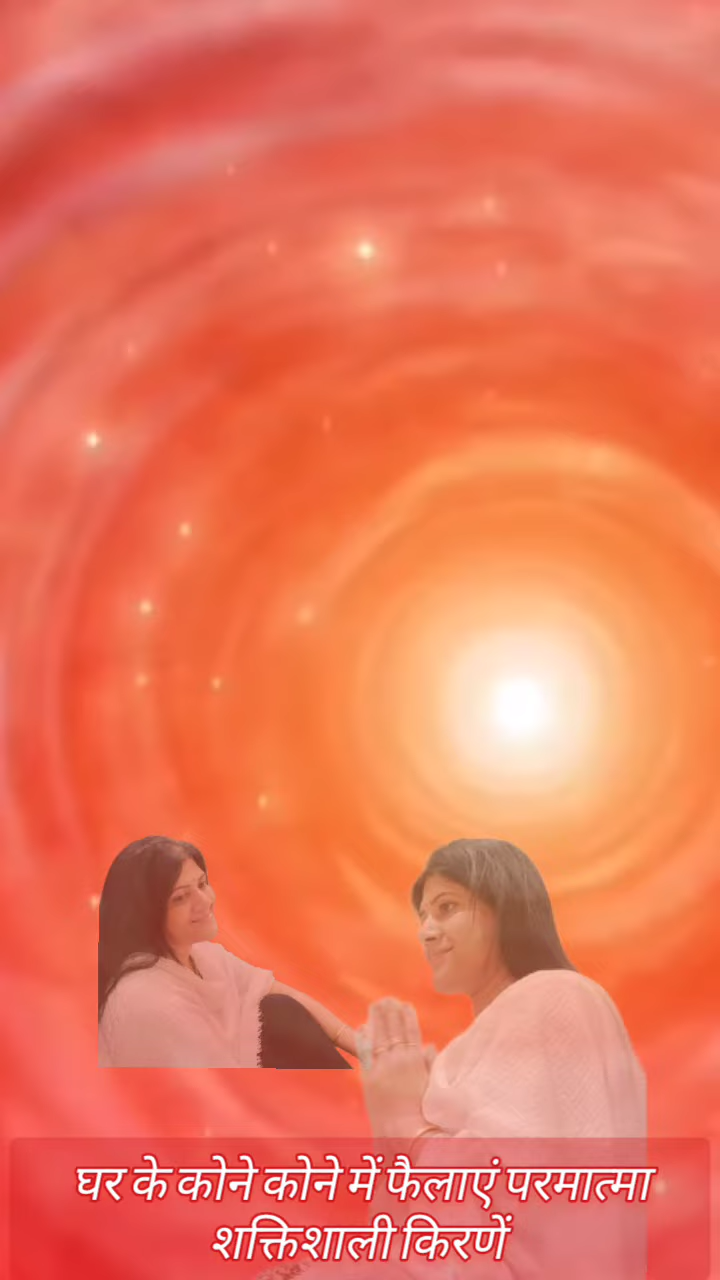 घर के कोने कोने में फैलाएं परमात्मा
शक्तिशाली किरणें